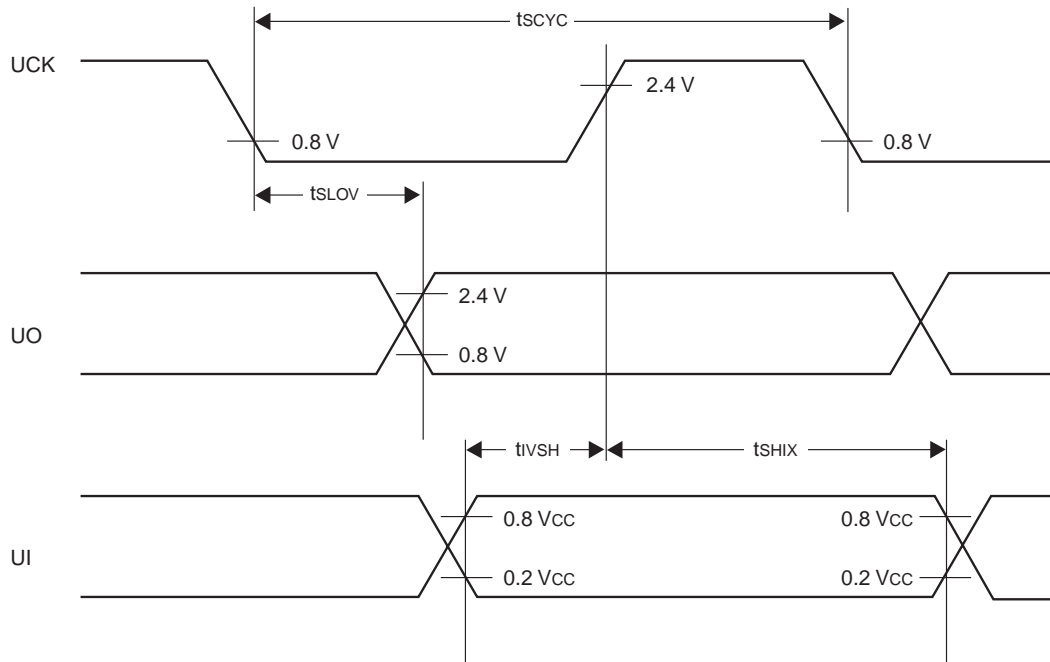 tSCYC
UCK
2.4 V
0.8 V
0.8 V
tSLOV
2.4 V
UO
0.8 V
tIVSH
tSHIX
0.8 VCC
0.8 VCC
UI
0.2 VCC
0.2 VCC